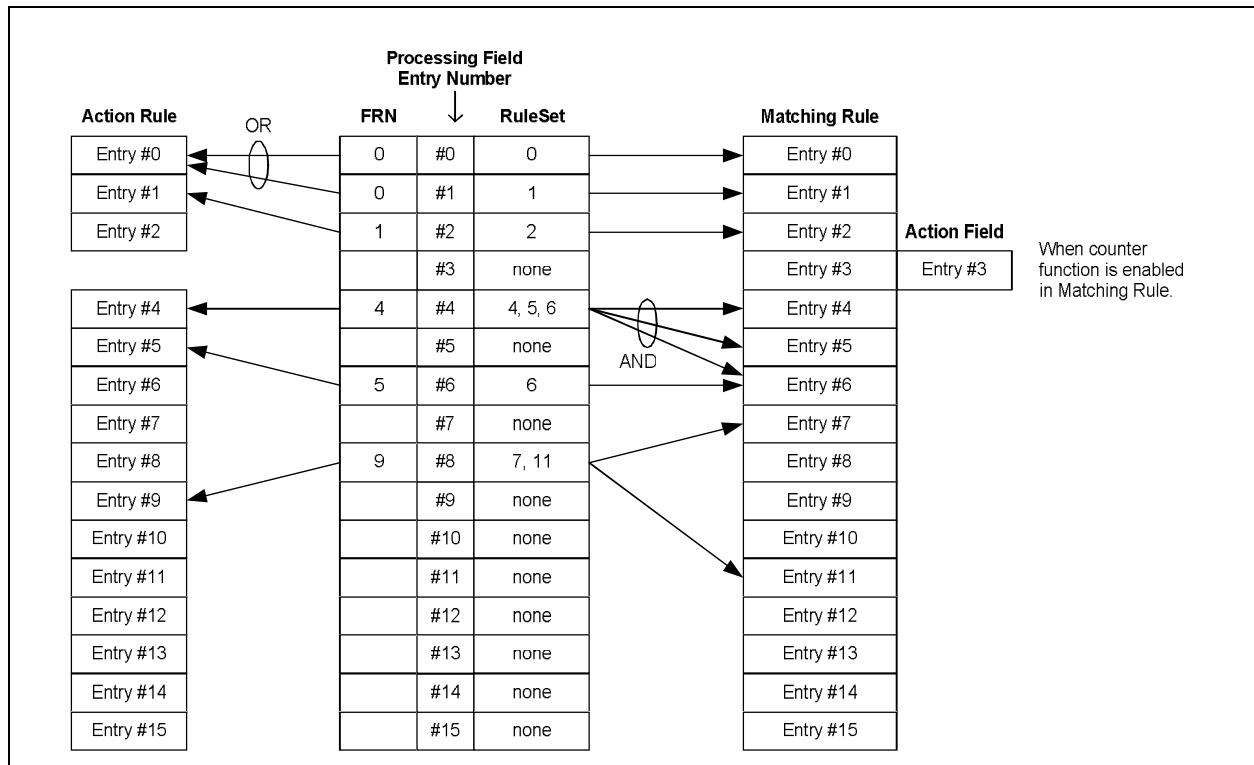 Processing Field
Entry Number
Action Rule
OR
FRN
RuleSet
Matching Rule
Entry #0
0
#0
0
Entry #0
Entry #1
0
#1
1
Entry #1
Entry #2
1
#2
2
Entry #2
Action Field
#3
none
Entry #3
Entry #3
When counter
function is enabled
in Matching Rule.
Entry #4
4
#4
4, 5, 6
Entry #4
Entry #5
#5
none
AND
Entry #5
Entry #6
5
#6
6
Entry #6
Entry #7
#7
none
Entry #7
Entry #8
9
#8
7, 11
Entry #8
Entry #9
#9
none
Entry #9
Entry #10
#10
none
Entry #10
Entry #11
#11
none
Entry #11
Entry #12
#12
none
Entry #12
Entry #13
#13
none
Entry #13
Entry #14
#14
none
Entry #14
Entry #15
#15
none
Entry #15